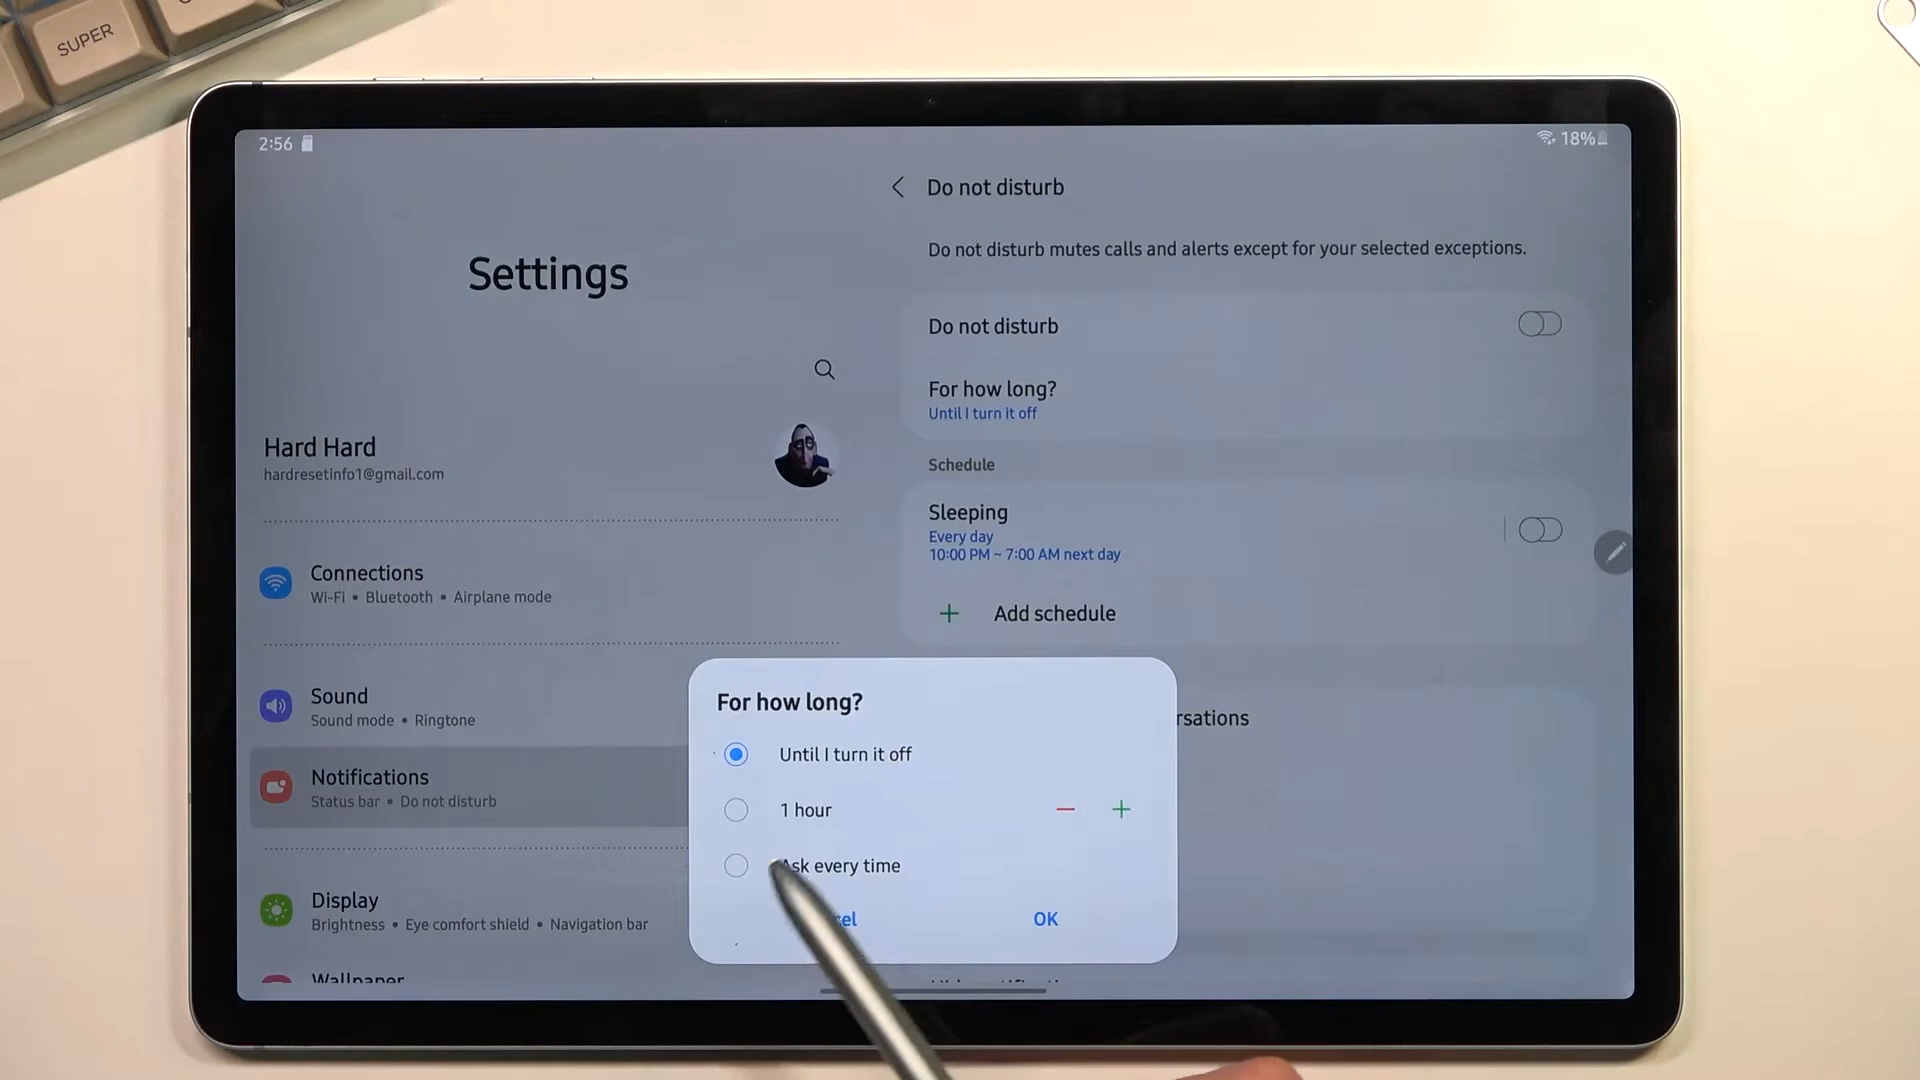 SUPER
2:56
18%
Settings
Hard Hard
hardresetinfo1@gmail.com
Connections
Wi-Fi • Bluetooth • Airplane mode
Sound
Sound mode • Ringtone
Notifications
Status bar • Do not disturb
Display
Brightness • Eye comfort shield • Navigation bar
Wallpaper
Do not disturb
Do not disturb mutes calls and alerts except for your selected exceptions.
Do not disturb
For how long?
Until I turn it off
Schedule
Sleeping
Every day
10:00 PM ~ 7:00 AM next day
Add schedule
rsations
For how long?
Until I turn it off
1 hour
Ask every time
OK